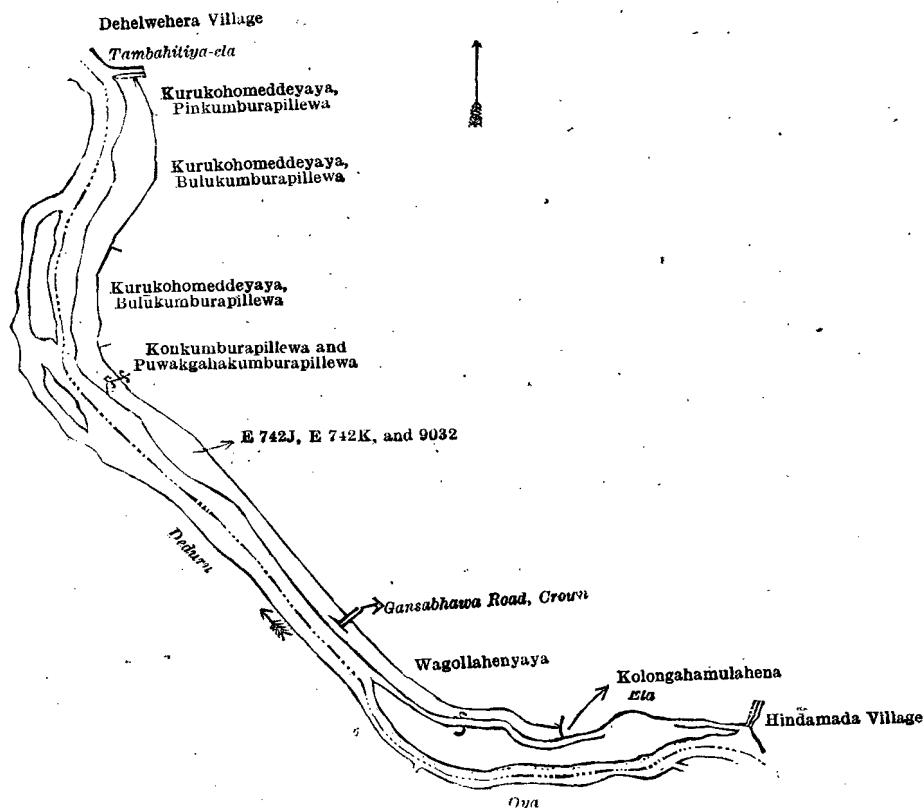 Dehelwehera Village
Tambahitiya-ela
Kurukohomeddeyaya,
Pinkumburapillewa
Kurukohomeddeyaya,
Bulukumburapillewa
Kurukohomeddeyaya,
Bulukumburapillewa
Konkumburapillewa and
Puwakgahakumburapillewa
E 742J, E 742K, and 9032
Deduru
Gansabhawa Road, Crown
Wagollahenyaya
Kolongahamulahena
Ela
Hindamada Village
Oya